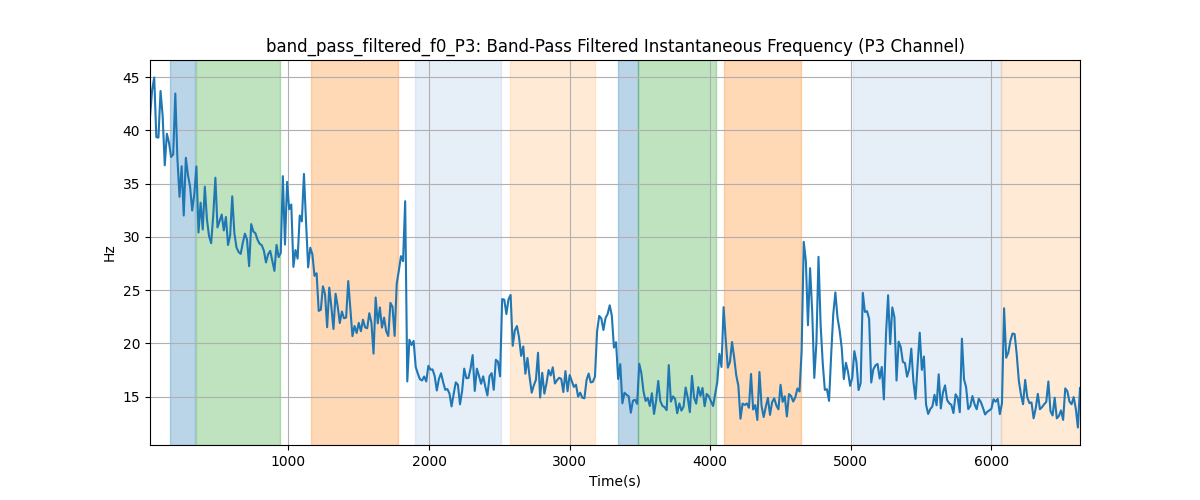 band_pass_filtered_f0_P3: Band-Pass Filtered Instantaneous Frequency (P3 Channel)
45
40
35
30
25
20
15
Hz
1000 2000 3000 4000 5000 6000
Time(s)